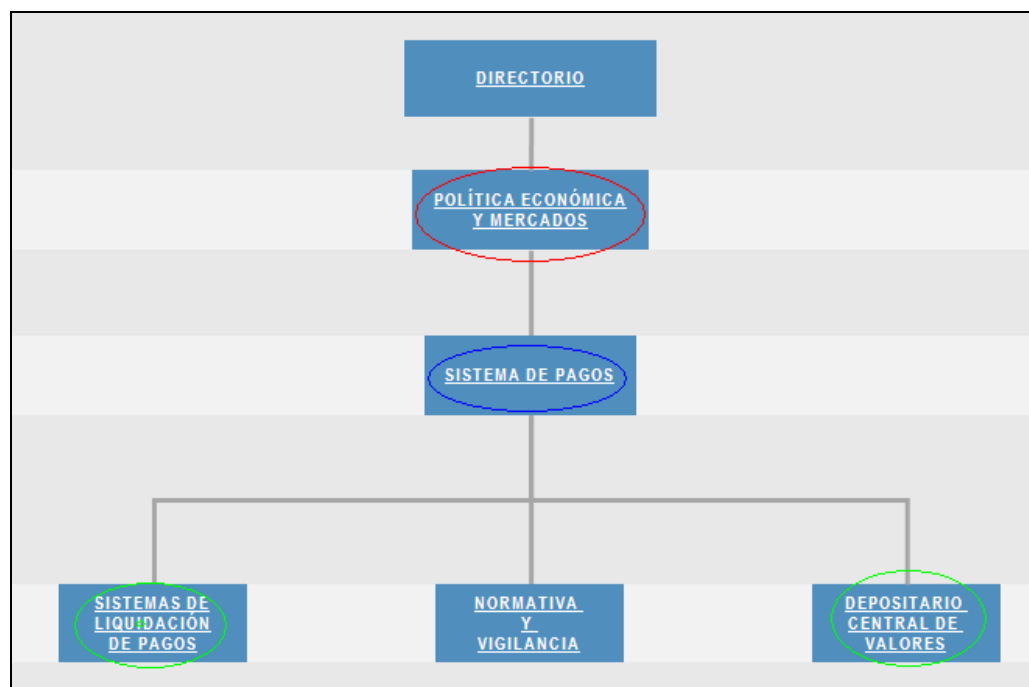 DIRECTORIO
POLÍTICA ECONÓMICA
Y MERCADOS
SISTEMA DE PAGOS
SISTEMAS DE
LIQUIDACIÓN
DE PAGOS
NORMATIVA
Y
VIGILANCIA
DEPOSITARIO
CENTRAL DE
VALORES